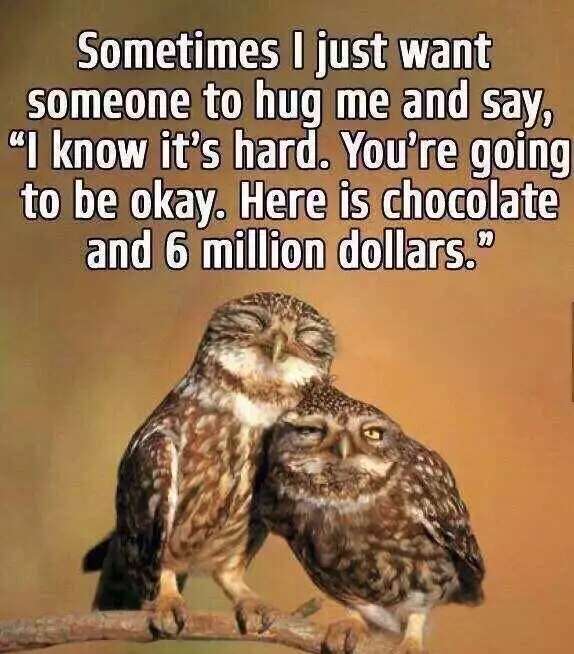 Sometimes I just want
someone to hug me and say,
“I know it’s hard. You’re going
to be okay. Here is chocolate
and 6 million dollars.”